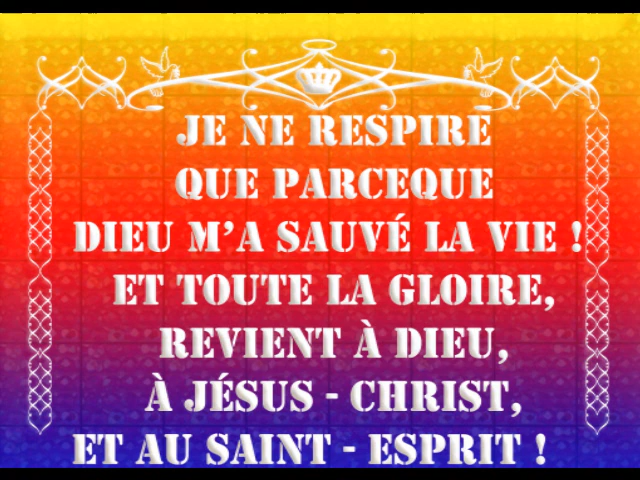 JE NE RESPIRE
QUE PARCEQUE
DIEU M'A SAUVÉ LA VIE !
ET TOUTE LA GLOIRE,
REVIENT À DIEU,
À JÉSUS - CHRIST,
ET AU SAINT - ESPRIT !